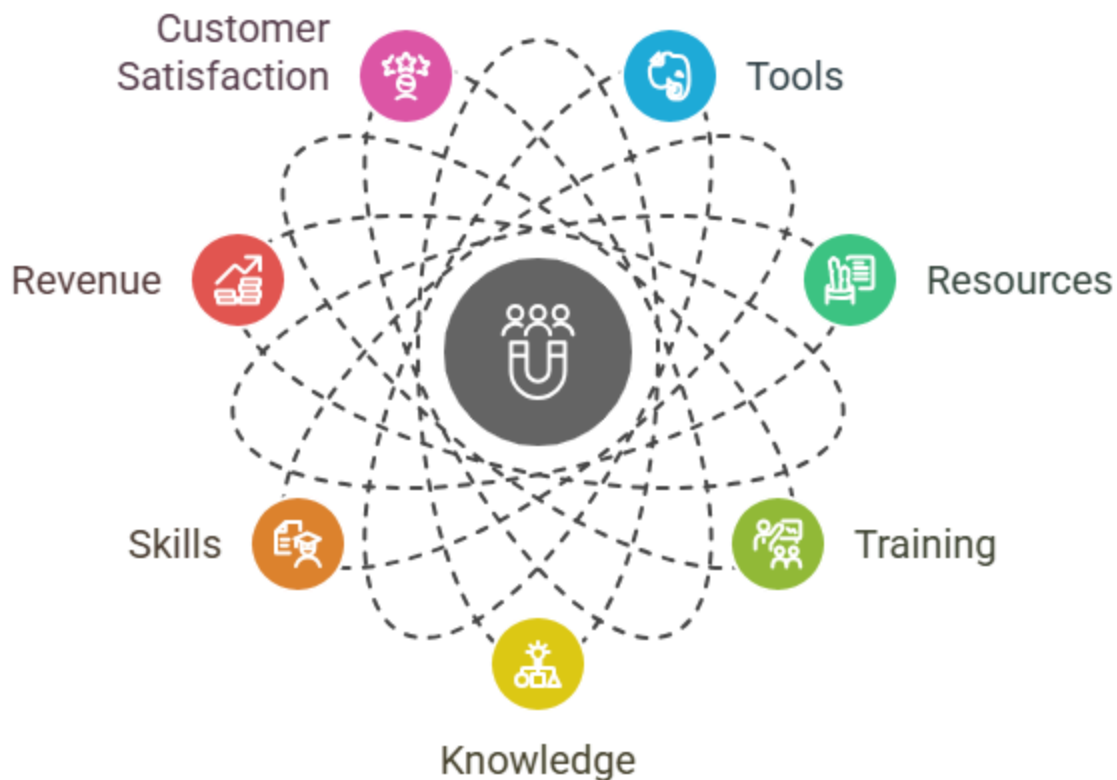 Customer
Satisfaction
Tools
Revenue
Resources
Skills
Training
Knowledge